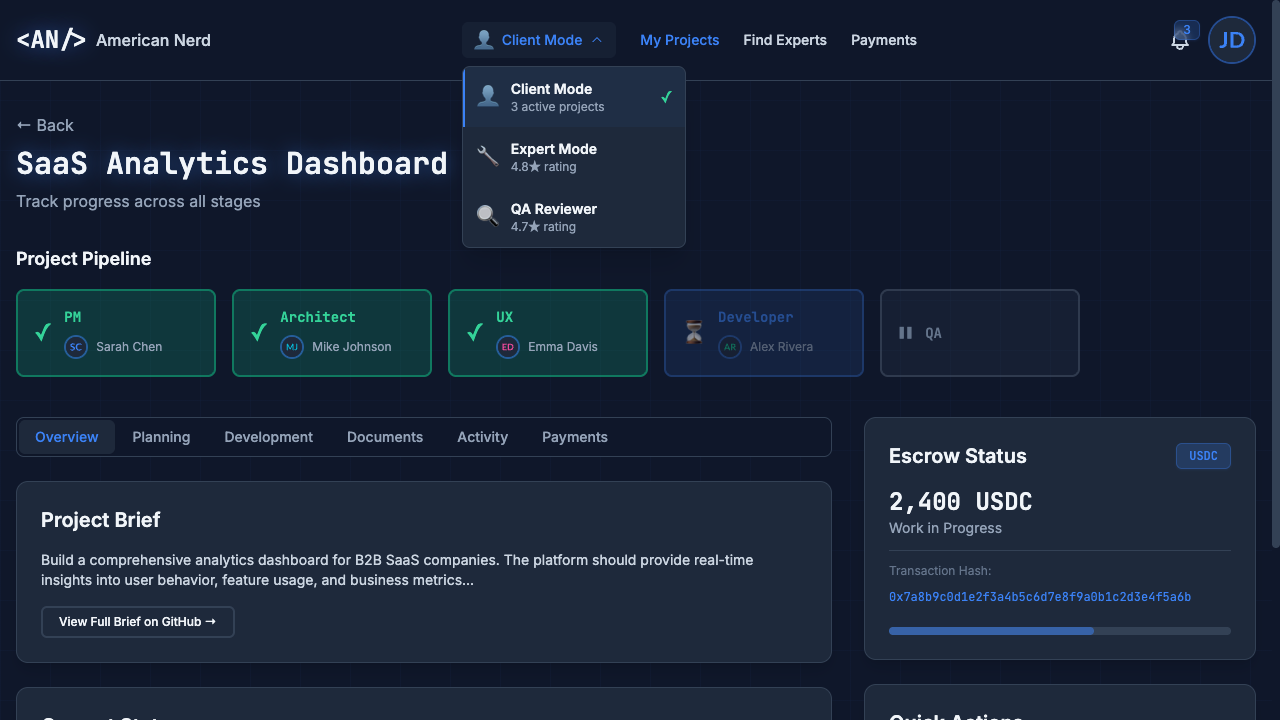 <AN/> American Nerd
Client Mode
My Projects
Find Experts
Payments
3
JD
Client Mode
3 active projects
✓
Expert Mode
4.8★ rating
QA Reviewer
4.7★ rating
← Back
SaaS Analytics Dashboard
Track progress across all stages
Project Pipeline
✓
PM
SC Sarah Chen
✓
Architect
MJ Mike Johnson
✓
UX
ED Emma Davis
Developer
AR Alex Rivera
QA
Overview
Planning
Development
Documents
Activity
Payments
Project Brief
Build a comprehensive analytics dashboard for B2B SaaS companies. The platform should provide real-time
insights into user behavior, feature usage, and business metrics...
View Full Brief on GitHub →
Escrow Status
USDC
2,400 USDC
Work in Progress
Transaction Hash:
0x7a8b9c0d1e2f3a4b5c6d7e8f9a0b1c2d3e4f5a6b
Quick Actions